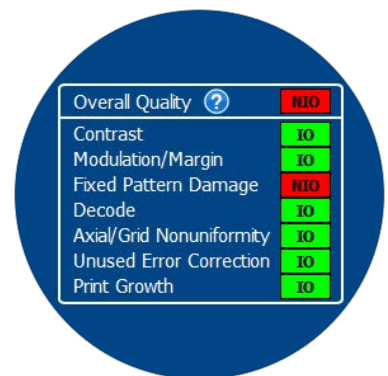 Overall Quality ? NIO
Contrast IO
Modulation/Margin IO
Fixed Pattern Damage NIO
Decode IO
Axial/Grid Nonuniformity IO
Unused Error Correction IO
Print Growth IO